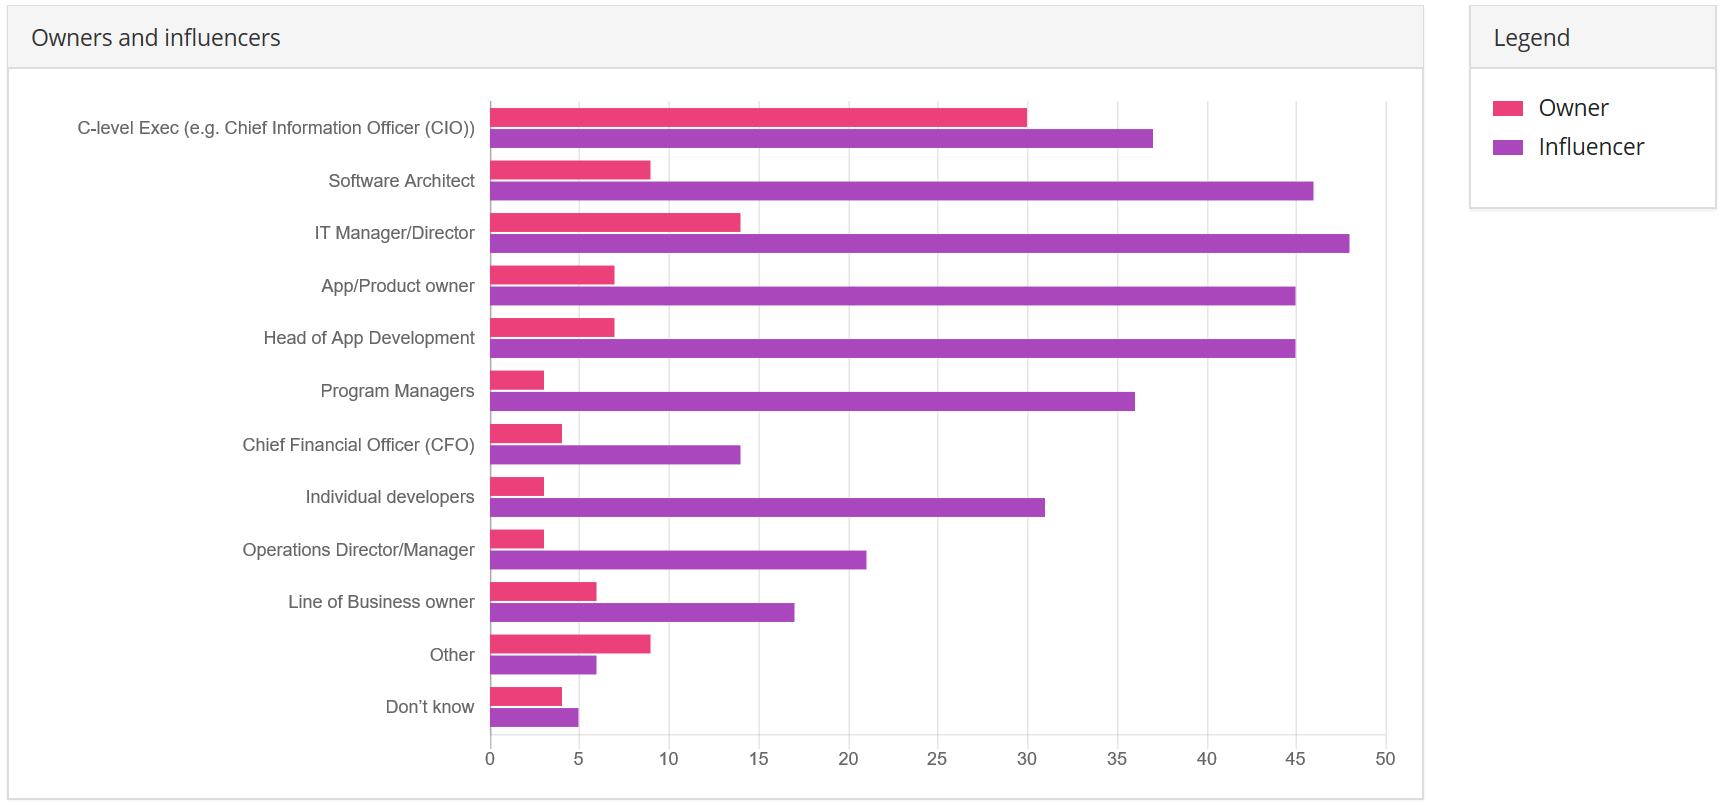 Owners and influencers
Legend
Owner
Influencer
C-level Exec (e.g. Chief Information Officer (CIO))
Software Architect
IT Manager/Director
App/Product owner
Head of App Development
Program Managers
Chief Financial Officer (CFO)
Individual developers
Operations Director/Manager
Line of Business owner
Other
Don’t know
0 5 10 15 20 25 30 35 40 45 50